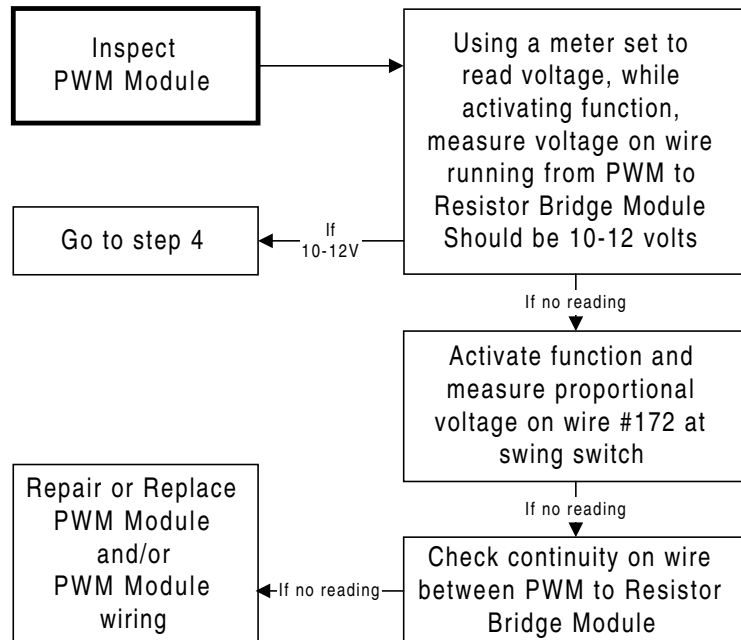 Inspect
PWM Module
Using a meter set to
read voltage, while
activating function,
measure voltage on wire
running from PWM to
Resistor Bridge Module
Should be 10-12 volts
If
10-12V
Go to step 4
If no reading
Activate function and
measure proportional
voltage on wire #172 at
swing switch
If no reading
Check continuity on wire
between PWM to Resistor
Bridge Module
If no reading
Repair or Replace
PWM Module
and/or
PWM Module
wiring